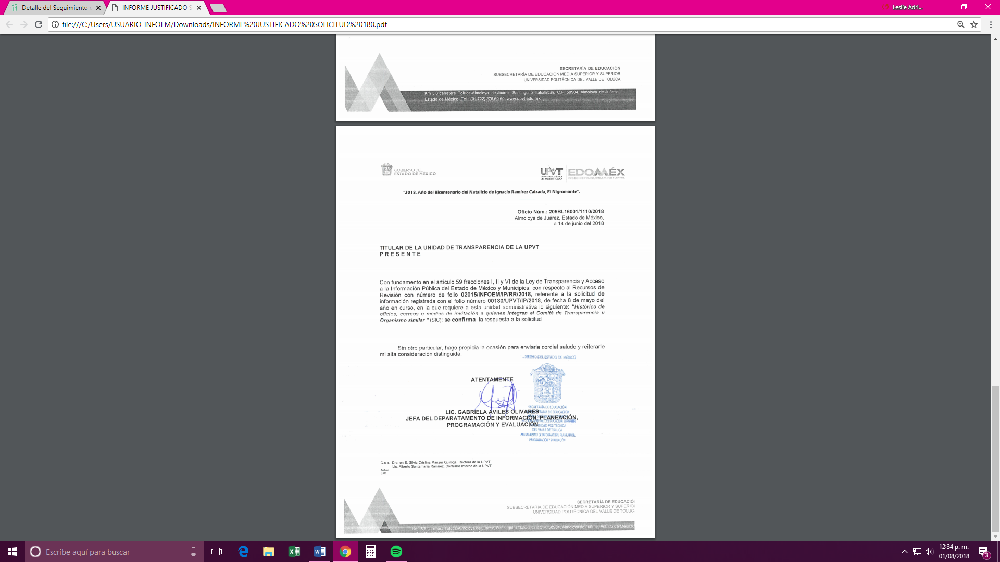 Detalle del Seguimiento
INFORME JUSTIFICADO S
Leslie Adri...
file:///C:/Users/USUARIO-INFOEM/Downloads/INFORME%20JUSTIFICADO%20SOLICITUD%20180.pdf
SECRETARÍA DE EDUCACIÓN
SUBSECRETARÍA DE EDUCACIÓN MEDIA SUPERIOR Y SUPERIOR
UNIVERSIDAD POLITÉCNICA DEL VALLE DE TOLUCA
Km 5.6 carretera Toluca-Almoloya de Juárez, Santiaguito Tlalcilalcali, C.P. 50904, Almoloya de Juárez,
Estado de México. Tel.: (01722) 276 60 60. www.upvt.edu.mx
GOBIERNO DEL
ESTADO DE MÉXICO
UPVT
UNIVERSIDAD POLITÉCNICA
DEL VALLE DE TOLUCA
EDOMÉX
"2018. Año del Bicentenario del Natalicio de Ignacio Ramírez Calzada, El Nigromante".
Oficio Núm.: 205BL16001/1110/2018
Almoloya de Juárez, Estado de México,
a 14 de junio del 2018
TITULAR DE LA UNIDAD DE TRANSPARENCIA DE LA UPVT
P R E S E N T E
Con fundamento en el artículo 59 fracciones I, II y VI de la Ley de Transparencia y Acceso
a la Información Pública del Estado de México y Municipios; con respecto al Recursos de
Revisión con número de folio 02015/INFOEM/IP/RR/2018, referente a la solicitud de
información registrada con el folio número 00180/UPVT/IP/2018, de fecha 8 de mayo del
año en curso, en la que requiere a esta unidad administrativa lo siguiente: "Histórico de
oficios, correos o medios de invitación a quienes integran el Comité de Transparencia u
Organismo similar " (SIC); se confirma la respuesta a la solicitud
Sin otro particular, hago propicia la ocasión para enviarle cordial saludo y reiterarle
mi alta consideración distinguida.
GOBIERNO DEL ESTADO DE MÉXICO
ATENTAMENTE
SECRETARÍA DE EDUCACIÓN
LIC. GABRIELA ÁVILES OLIVARES
JEFA DEL DEPARATAMENTO DE INFORMACIÓN, PLANEACIÓN,
PROGRAMACIÓN Y EVALUACIÓN
UNIVERSIDAD POLITÉCNICA
DEL VALLE DE TOLUCA
DEPARTAMENTO DE INFORMACIÓN, PLANEACIÓN,
PROGRAMACIÓN Y EVALUACIÓN
C.c.p.- Dra. en E. Silvia Cristina Manzur Quiroga, Rectora de la UPVT
Lic. Alberto Santamaría Ramírez, Contralor Interno de la UPVT
Archivo
GAO
SECRETARÍA DE EDUCACIÓ
SUBSECRETARÍA DE EDUCACIÓN MEDIA SUPERIOR Y SUPERIO
UNIVERSIDAD POLITÉCNICA DEL VALLE DE TOLUC
Km. 5.6 carretera Toluca-Almoloya de Juárez, Santiaguito Tlalcilalcali C.P. 50904, Almoloya de Juárez, Estado de México.
Escribe aquí para buscar
12:34 p. m.
01/08/2018
3